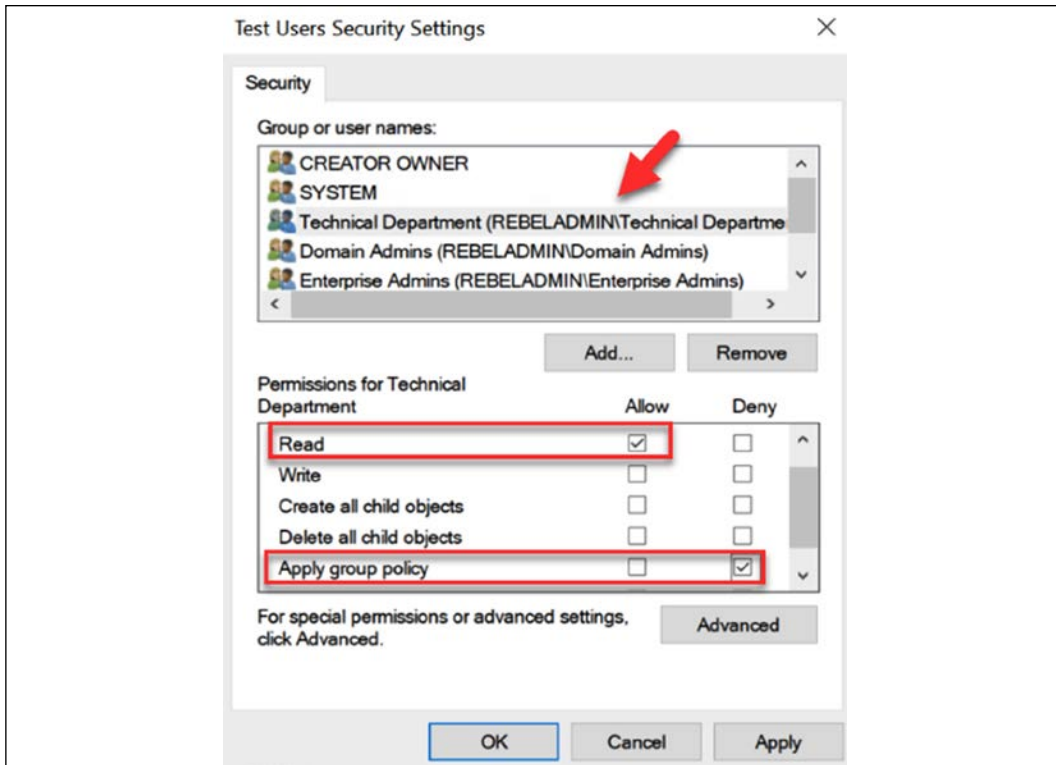 Test Users Security Settings
Security
Group or user names:
CREATOR OWNER
SYSTEM
Technical Department (REBELADMIN\Technical Departme
Domain Admins (REBELADMIN\Domain Admins)
Enterprise Admins (REBELADMIN\Enterprise Admins)
Add... Remove
Permissions for Technical
Department Allow Deny
Read
Write
Create all child objects
Delete all child objects
Apply group policy
For special permissions or advanced settings,
click Advanced.
Advanced
OK Cancel Apply